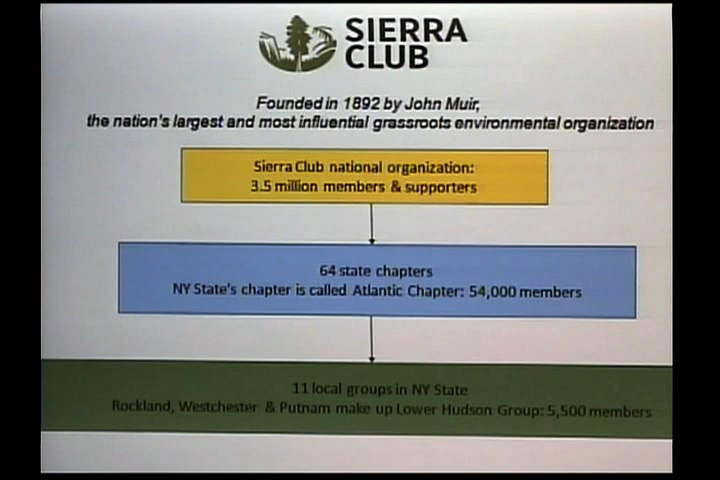 SIERRA
CLUB
Founded in 1892 by John Muir,
the nation's largest and most influential grassroots environmental organization
Sierra Club national organization:
3.5 million members & supporters
64 state chapters
NY State's chapter is called Atlantic Chapter: 54,000 members
11 local groups in NY State
Rockland, Westchester & Putnam make up Lower Hudson Group: 5,500 members